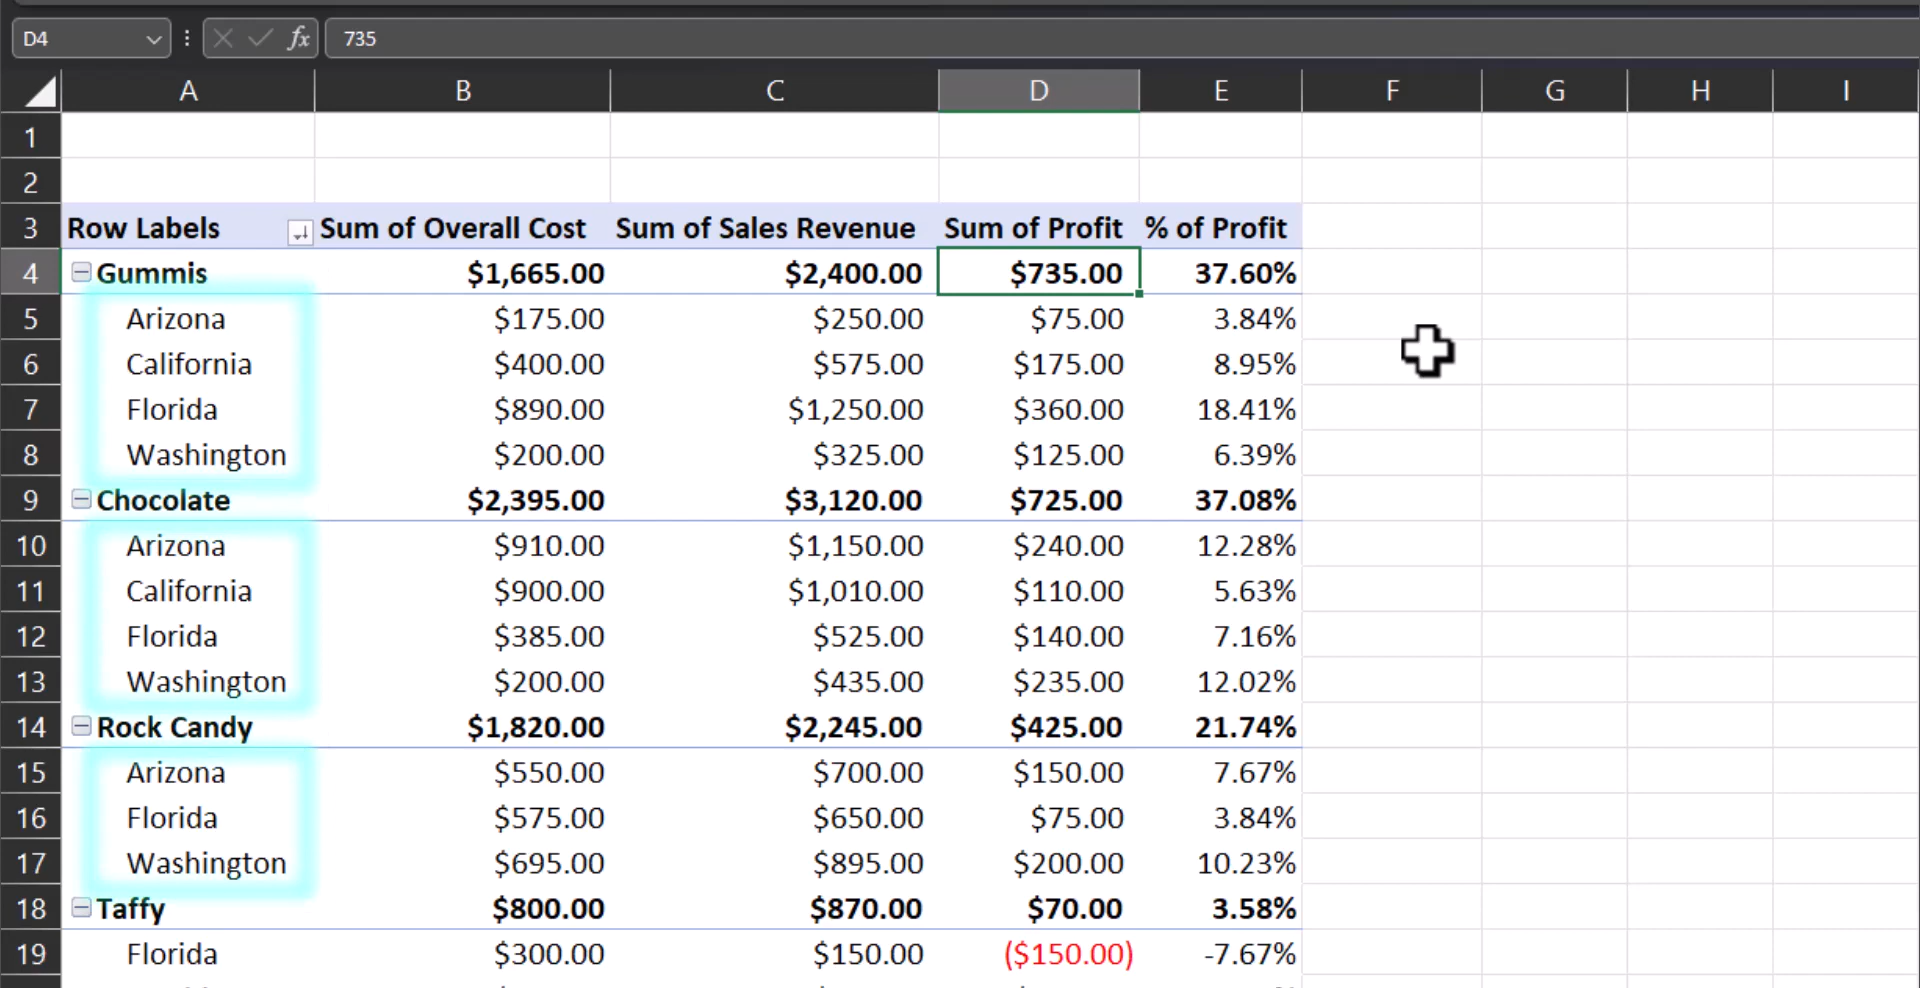 D4 fx 735
A B C D E F G H I
1
2
3 Row Labels Sum of Overall Cost Sum of Sales Revenue Sum of Profit % of Profit
4 Gummis $1,665.00 $2,400.00 $735.00 37.60%
5 Arizona $175.00 $250.00 $75.00 3.84%
6 California $400.00 $575.00 $175.00 8.95%
7 Florida $890.00 $1,250.00 $360.00 18.41%
8 Washington $200.00 $325.00 $125.00 6.39%
9 Chocolate $2,395.00 $3,120.00 $725.00 37.08%
10 Arizona $910.00 $1,150.00 $240.00 12.28%
11 California $900.00 $1,010.00 $110.00 5.63%
12 Florida $385.00 $525.00 $140.00 7.16%
13 Washington $200.00 $435.00 $235.00 12.02%
14 Rock Candy $1,820.00 $2,245.00 $425.00 21.74%
15 Arizona $550.00 $700.00 $150.00 7.67%
16 Florida $575.00 $650.00 $75.00 3.84%
17 Washington $695.00 $895.00 $200.00 10.23%
18 Taffy $800.00 $870.00 $70.00 3.58%
19 Florida $300.00 $150.00 ($150.00) -7.67%